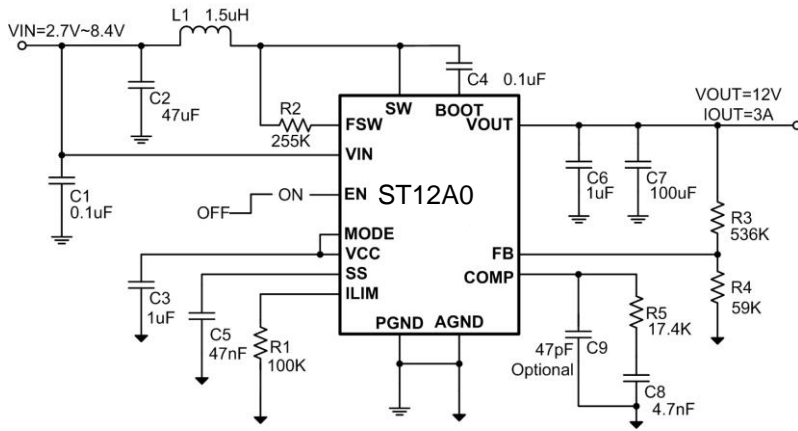 L1 1.5uH
VIN=2.7V~8.4V
C2
47uF
C4 0.1uF
R2
255K
SW
BOOT
FSW
VOUT
VOUT=12V
IOUT=3A
VIN
C1
0.1uF
C6
1uF
C7
100uF
ON
OFF
EN
ST12A0
R3
536K
MODE
VCC
FB
SS
COMP
ILIM
R4
59K
C3
1uF
C5
47nF
R1
100K
PGND
AGND
R5
17.4K
47pF C9
Optional
C8
4.7nF